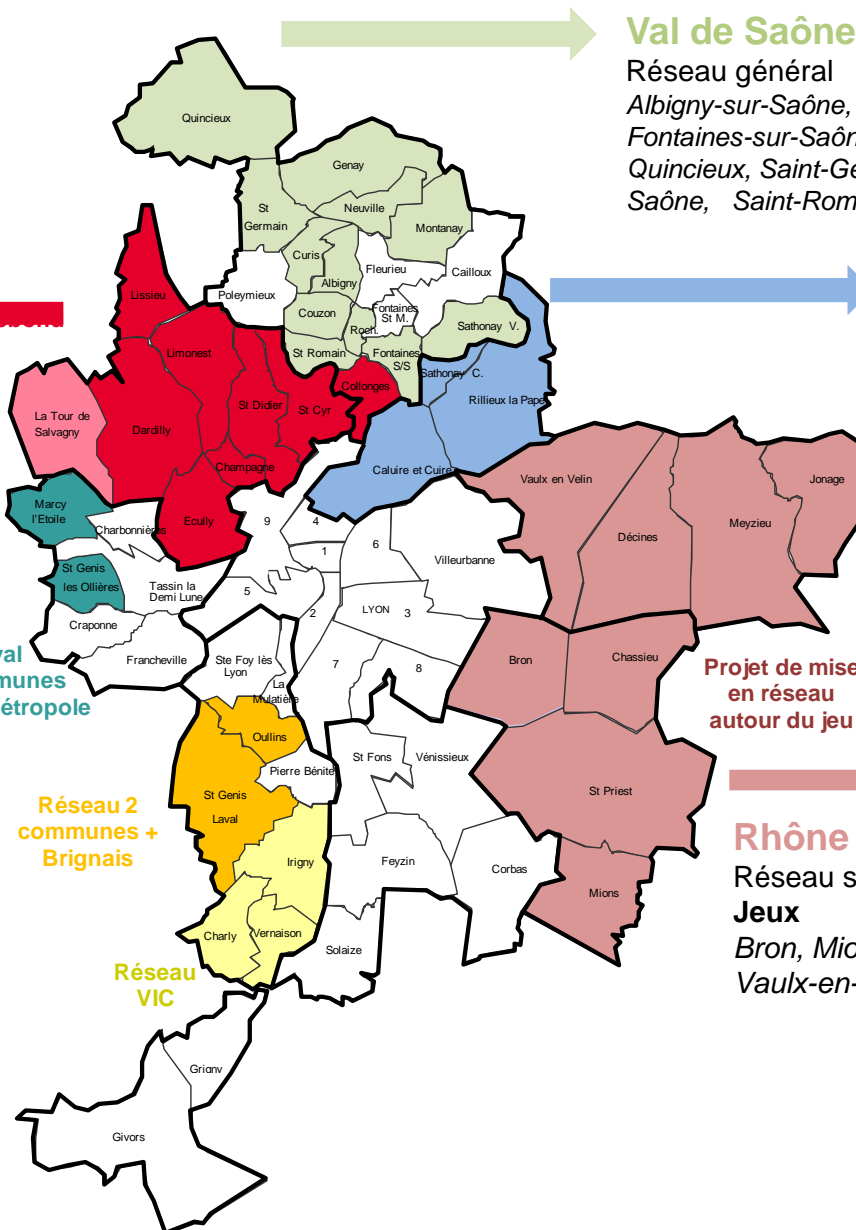 Val de Saône
Réseau général
Albigny-sur-Saône,
Fontaines-sur-Saôn
Quincieux, Saint-Ge
Saône, Saint-Rom
Quincieux
Genay
Neuville
St
Germain
Montanay
Curis
Albigny
Fleurieu
Cailloux
Poleymieux
Lissieu
Couzon
Fontaines
St M.
Roch.
Sathonay V.
Limonest
St Romain
Fontaines
S/S
Sathonay C.
Collonges
Rillieux la Pape
La Tour de
Salvagny
Dardilly
St Didier
St Cyr
Champagne
Caluire et Cuire
Vaulx en Velin
Jonage
Meyzieu
Décines
Marcy
l'Etoile
Charbonnières
Ecully
9
4
1
6
Villeurbanne
St Genis
les Ollières
Tassin la
Demi Lune
5
2
LYON
3
Craponne
Francheville
Ste Foy lès
Lyon
La
Mulatière
7
8
Bron
Chassieu
val
munes
étropole
Projet de mise
en réseau
autour du jeu
Oullins
Pierre Bénite
St Fons
Vénissieux
St Priest
St Genis
Laval
Réseau 2
communes +
Brignais
Irigny
Feyzin
Corbas
Mions
Rhône
Réseau s
Jeux
Bron, Mio
Vaulx-en-
Charly
Vernaison
Solaize
Réseau
VIC
Grigny
Givors